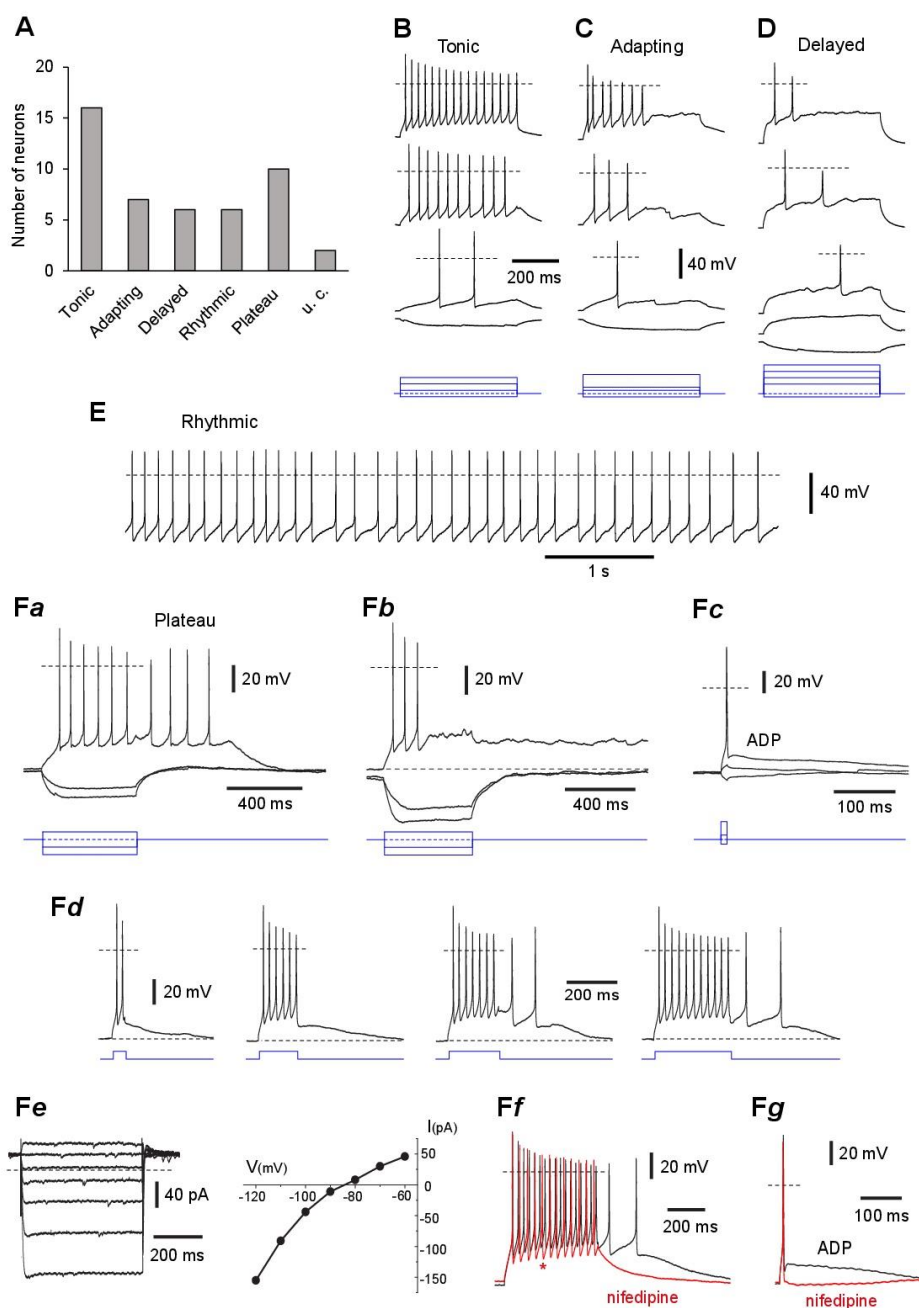 A
Number of neurons
20
15
10
5
0
Tonic
Adapting
Delayed
Rhythmic
Plateau
u. c.
B
Tonic
200 ms
C
Adapting
40 mV
D
Delayed
E
Rhythmic
40 mV
1 s
Fa
Plateau
20 mV
400 ms
Fb
20 mV
400 ms
Fc
20 mV
ADP
100 ms
Fd
20 mV
200 ms
Fe
40 pA
200 ms
V(mV)
I(pA)
-120
-100
-80
-60
50
0
-50
-100
-150
Ff
20 mV
200 ms
*
nifedipine
Fg
20 mV
100 ms
ADP
nifedipine